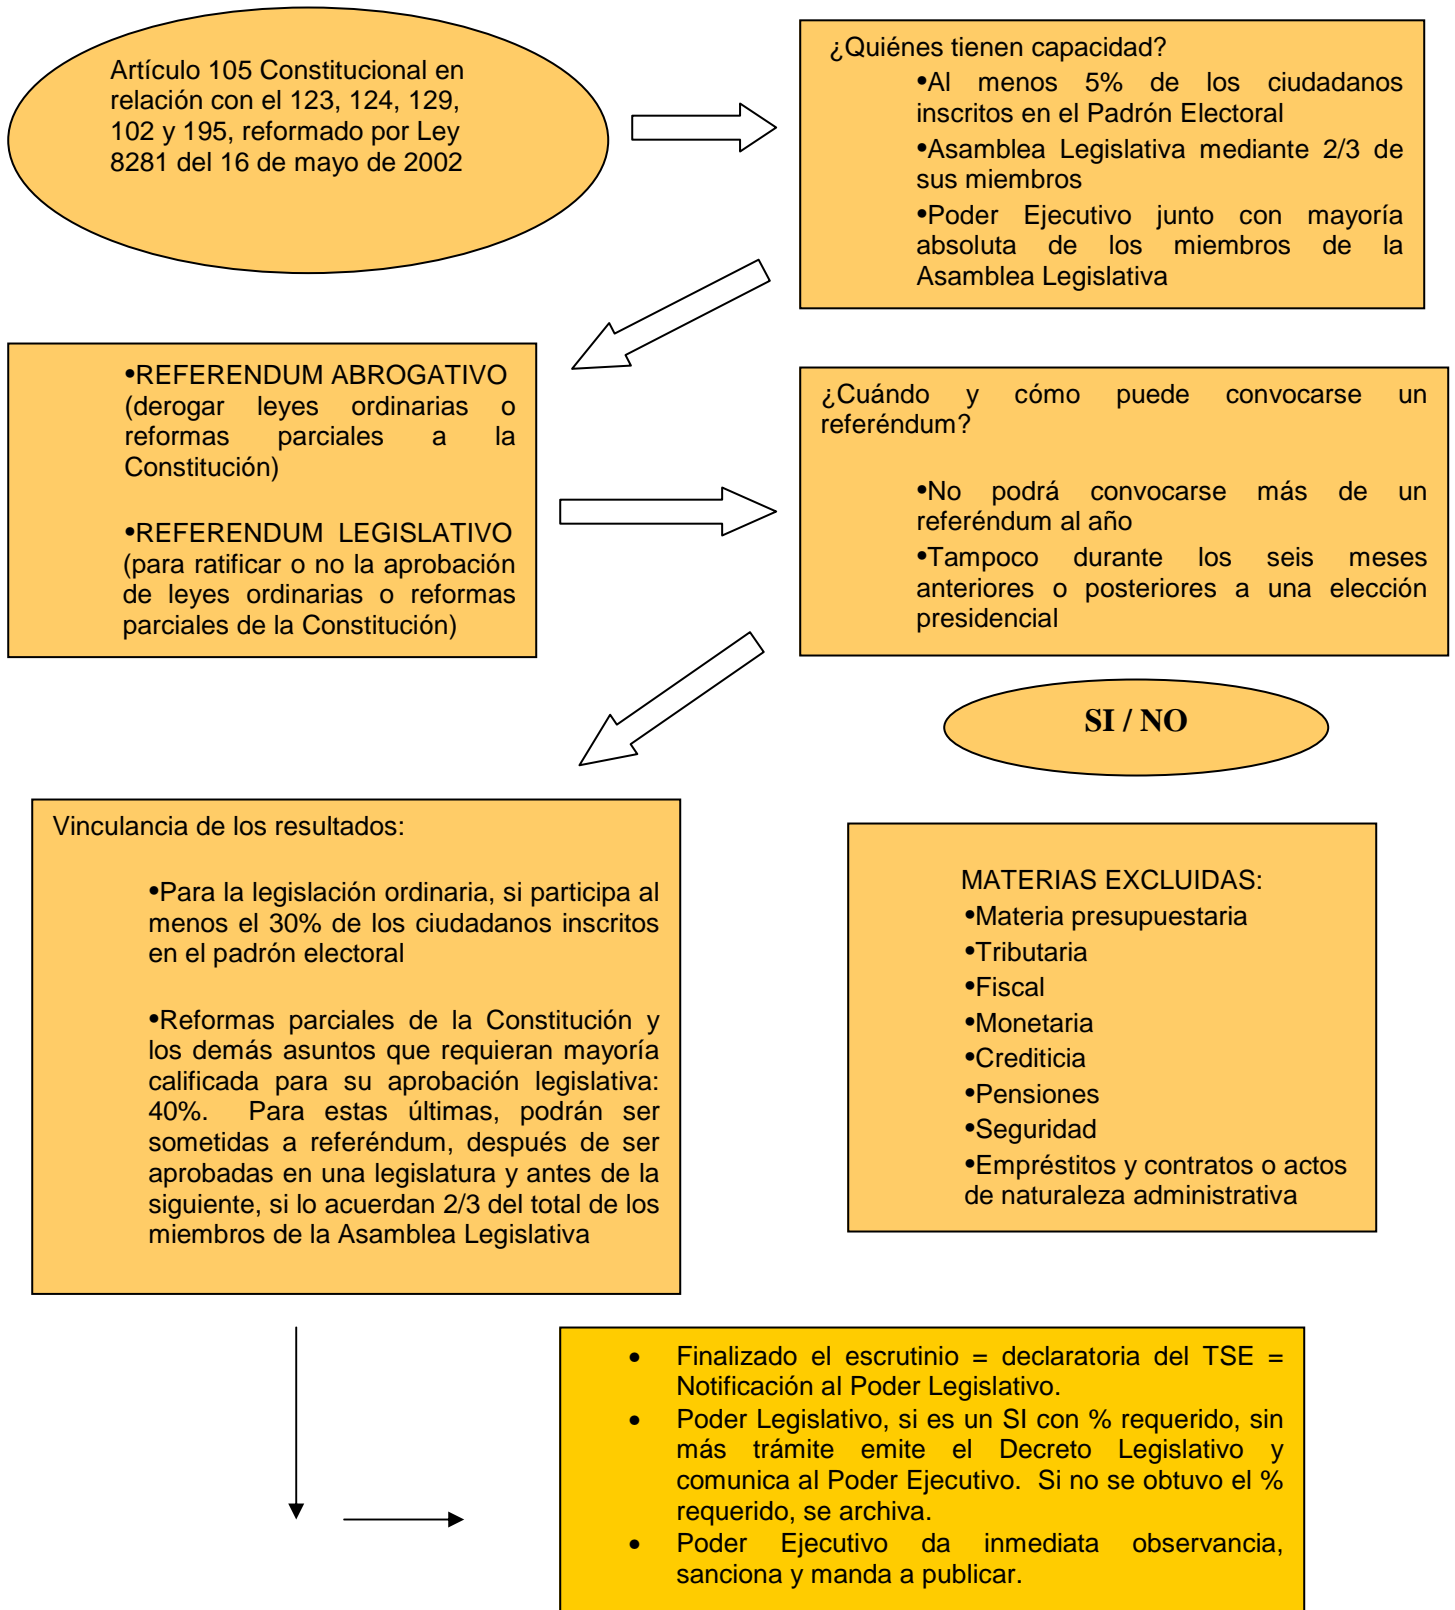 Artículo 105 Constitucional en
relación con el 123, 124, 129,
102 y 195, reformado por Ley
8281 del 16 de mayo de 2002
¿Quiénes tienen capacidad?
•Al menos 5% de los ciudadanos
inscritos en el Padrón Electoral
•Asamblea Legislativa mediante 2/3 de
sus miembros
•Poder Ejecutivo junto con mayoría
absoluta de los miembros de la
Asamblea Legislativa
•REFERENDUM ABROGATIVO
(derogar leyes ordinarias o
reformas parciales a la
Constitución)
•REFERENDUM LEGISLATIVO
(para ratificar o no la aprobación
de leyes ordinarias o reformas
parciales de la Constitución)
¿Cuándo y cómo puede convocarse un
referéndum?
•No podrá convocarse más de un
referéndum al año
•Tampoco durante los seis meses
anteriores o posteriores a una elección
presidencial
SI / NO
Vinculancia de los resultados:
•Para la legislación ordinaria, si participa al
menos el 30% de los ciudadanos inscritos
en el padrón electoral
•Reformas parciales de la Constitución y
los demás asuntos que requieran mayoría
calificada para su aprobación legislativa:
40%. Para estas últimas, podrán ser
sometidas a referéndum, después de ser
aprobadas en una legislatura y antes de la
siguiente, si lo acuerdan 2/3 del total de los
miembros de la Asamblea Legislativa
MATERIAS EXCLUIDAS:
•Materia presupuestaria
•Tributaria
•Fiscal
•Monetaria
•Crediticia
•Pensiones
•Seguridad
•Empréstitos y contratos o actos
de naturaleza administrativa
• Finalizado el escrutinio = declaratoria del TSE =
Notificación al Poder Legislativo.
• Poder Legislativo, si es un SI con % requerido, sin
más trámite emite el Decreto Legislativo y
comunica al Poder Ejecutivo. Si no se obtuvo el %
requerido, se archiva.
• Poder Ejecutivo da inmediata observancia,
sanciona y manda a publicar.